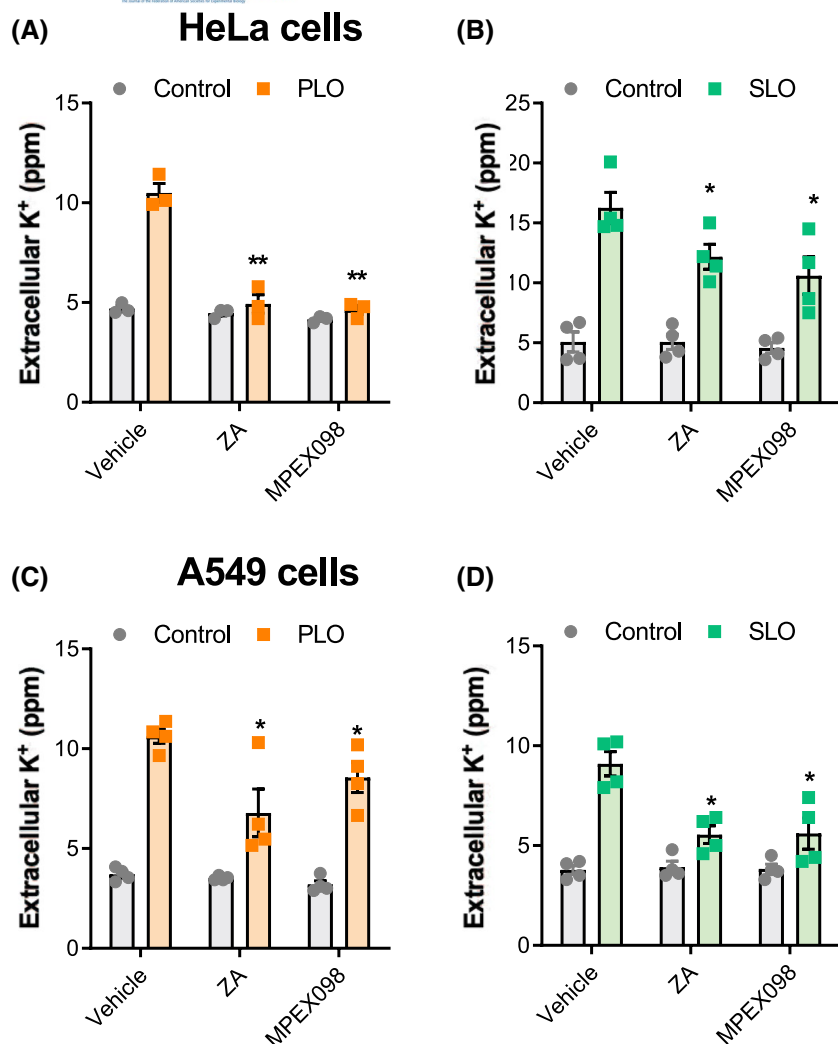 HeLa cells
(A)
Control PLO
Extracellular K⁺ (ppm)
15
10
5
0
**
**
Vehicle
ZA
MPEX098
(B)
Control SLO
Extracellular K⁺ (ppm)
25
20
15
10
5
0
*
*
Vehicle
ZA
MPEX098
A549 cells
(C)
Control PLO
Extracellular K⁺ (ppm)
15
10
5
0
*
*
Vehicle
ZA
MPEX098
(D)
Control SLO
Extracellular K⁺ (ppm)
15
10
5
0
*
*
Vehicle
ZA
MPEX098